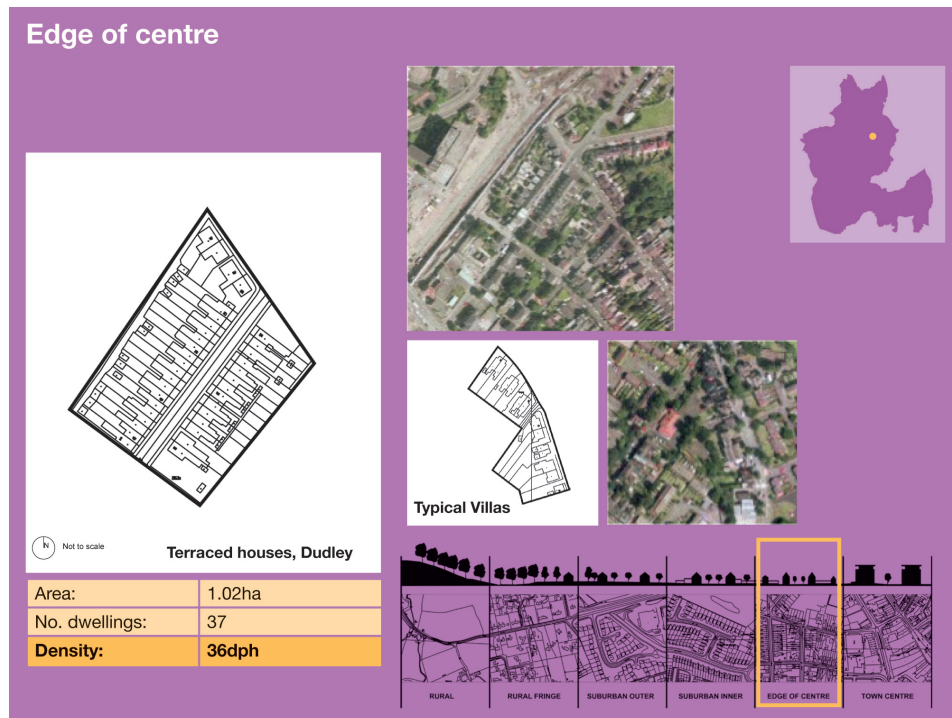 Edge of centre
N
Not to scale
Terraced houses, Dudley
Typical Villas
Area: 1.02ha
No. dwellings: 37
Density: 36dph
RURAL
RURAL FRINGE
SUBURBAN OUTER
SUBURBAN INNER
EDGE OF CENTRE
TOWN CENTRE